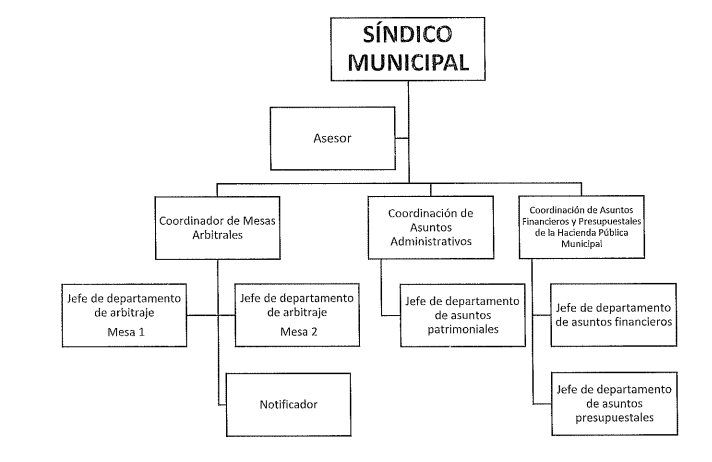 SÍNDICO
MUNICIPAL
Asesor
Coordinador de Mesas
Arbitrales
Coordinación de
Asuntos
Administrativos
Coordinación de Asuntos
Financieros y Presupuestales
de la Hacienda Pública
Municipal
Jefe de departamento
de arbitraje
Mesa 1
Jefe de departamento
de arbitraje
Mesa 2
Jefe de departamento
de asuntos
patrimoniales
Jefe de departamento
de asuntos financieros
Notificador
Jefe de departamento
de asuntos
presupuestales